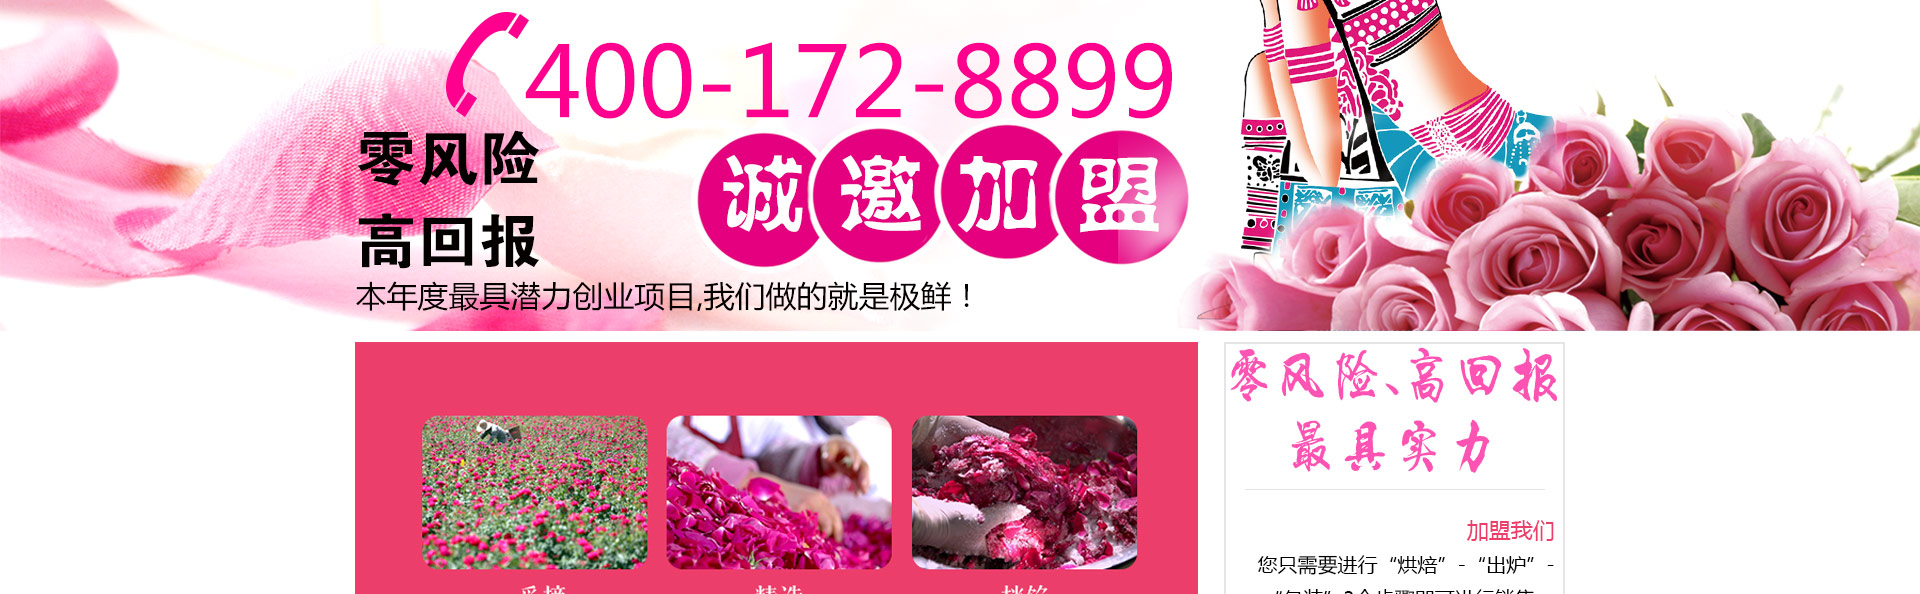 400-172-8899
零风险
高回报
诚邀加盟
本年度最具潜力创业项目,我们做的就是极鲜！
零风险、高回报
最具实力
加盟我们
您只需要进行“烘焙”-“出炉”-